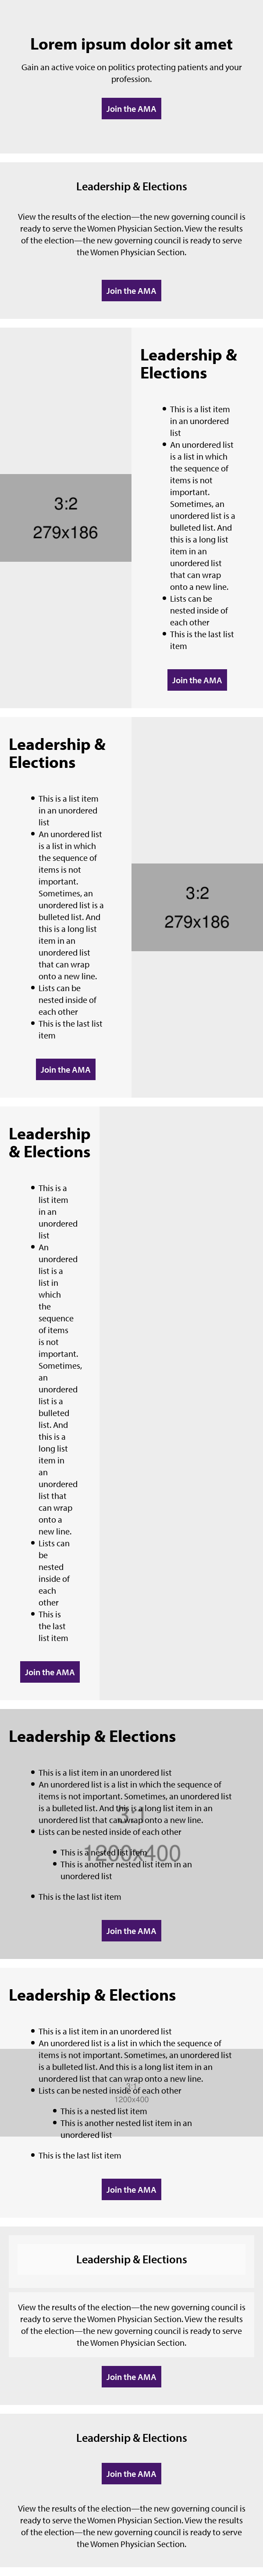 Lorem ipsum dolor sit amet
Gain an active voice on politics protecting patients and your
profession.
Join the AMA
Leadership & Elections
View the results of the election—the new governing council is
ready to serve the Women Physician Section. View the results
of the election—the new governing council is ready to serve
the Women Physician Section.
Join the AMA
3:2
279x186
Leadership &
Elections
This is a list item
in an unordered
list
An unordered list
is a list in which
the sequence of
items is not
important.
Sometimes, an
unordered list is a
bulleted list. And
this is a long list
item in an
unordered list
that can wrap
onto a new line.
Lists can be
nested inside of
each other
This is the last list
item
Join the AMA
Leadership &
Elections
This is a list item
in an unordered
list
An unordered list
is a list in which
the sequence of
items is not
important.
Sometimes, an
unordered list is a
bulleted list. And
this is a long list
item in an
unordered list
that can wrap
onto a new line.
Lists can be
nested inside of
each other
This is the last list
item
Join the AMA
3:2
279x186
Leadership
& Elections
This is a
list item
in an
unordered
list
An
unordered
list is a
list in
which
the
sequence
of items
is not
important.
Sometimes,
an
unordered
list is a
bulleted
list. And
this is a
long list
item in
an
unordered
list that
can wrap
onto a
new line.
Lists can
be
nested
inside of
each
other
This is
the last
list item
Join the AMA
Leadership & Elections
This is a list item in an unordered list
An unordered list is a list in which the sequence of
items is not important. Sometimes, an unordered list
is a bulleted list. And this is a long list item in an
unordered list that can wrap onto a new line.
Lists can be nested inside of each other
This is a nested list item
This is another nested list item in an
unordered list
This is the last list item
3:1
1200x400
Join the AMA
Leadership & Elections
This is a list item in an unordered list
An unordered list is a list in which the sequence of
items is not important. Sometimes, an unordered list
is a bulleted list. And this is a long list item in an
unordered list that can wrap onto a new line.
Lists can be nested inside of each other
This is a nested list item
This is another nested list item in an
unordered list
This is the last list item
3:1
1200x400
Join the AMA
Leadership & Elections
View the results of the election—the new governing council is
ready to serve the Women Physician Section. View the results
of the election—the new governing council is ready to serve
the Women Physician Section.
Join the AMA
Leadership & Elections
Join the AMA
View the results of the election—the new governing council is
ready to serve the Women Physician Section. View the results
of the election—the new governing council is ready to serve
the Women Physician Section.